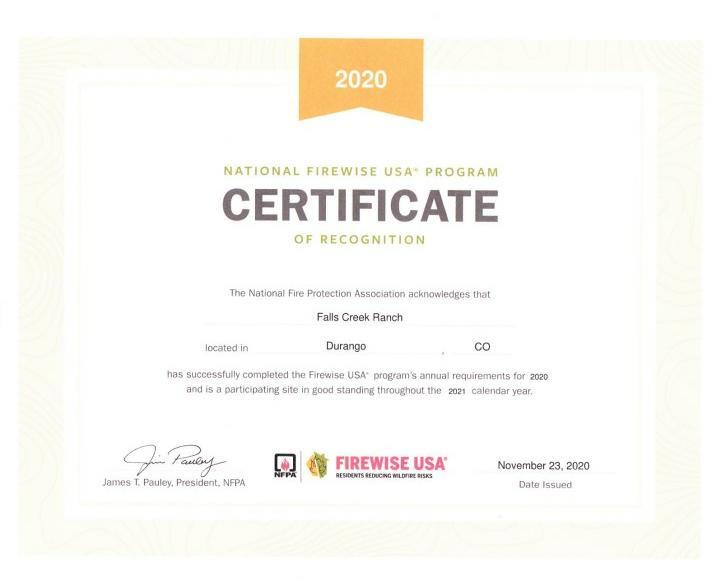 2020
NATIONAL FIREWISE USA® PROGRAM
CERTIFICATE
OF RECOGNITION
The National Fire Protection Association acknowledges that
Falls Creek Ranch
located in Durango, CO
has successfully completed the Firewise USA® program's annual requirements for 2020
and is a participating site in good standing throughout the 2021 calendar year.
Jim Pauley
James T. Pauley, President, NFPA
NFPA
FIREWISE USA®
RESIDENTS REDUCING WILDFIRE RISKS
November 23, 2020
Date Issued